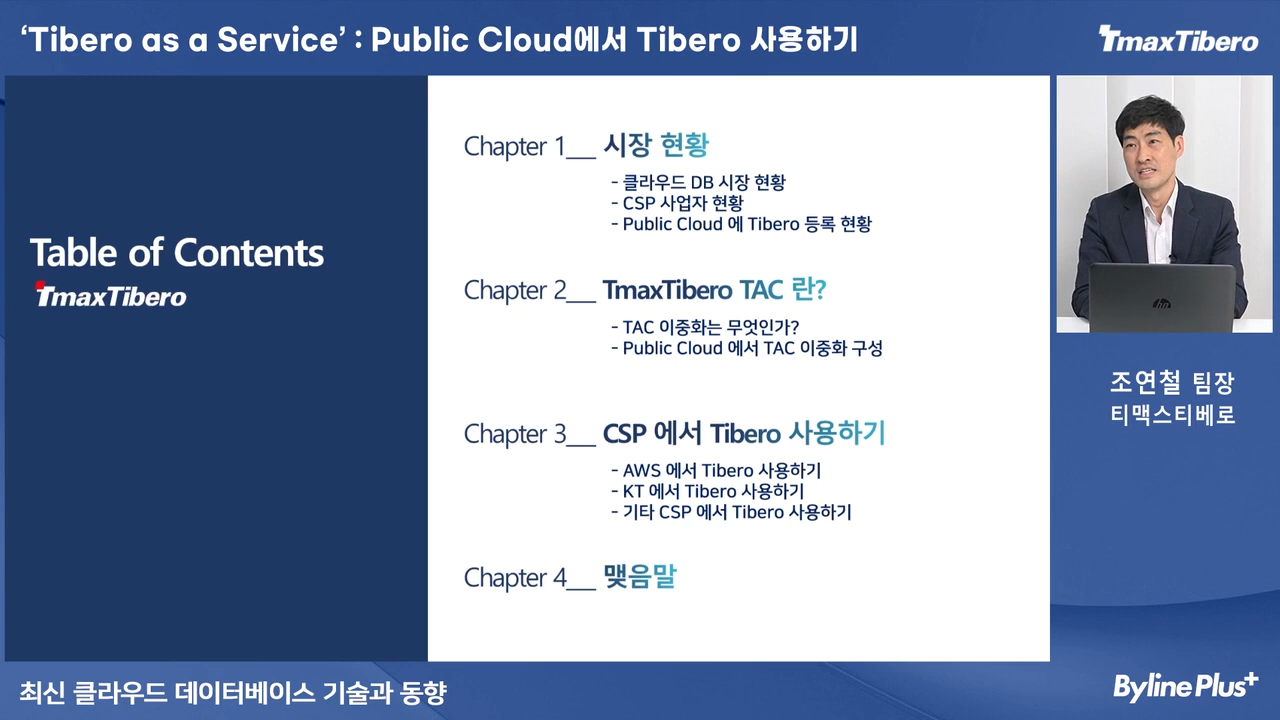 ‘Tibero as a Service’ : Public Cloud에서 Tibero 사용하기
TmaxTibero
Table of Contents
TmaxTibero
Chapter 1__ 시장 현황
- 클라우드 DB 시장 현황
- CSP 사업자 현황
- Public Cloud 에 Tibero 등록 현황
Chapter 2__ TmaxTibero TAC 란?
- TAC 이중화는 무엇인가?
- Public Cloud 에서 TAC 이중화 구성
Chapter 3__ CSP 에서 Tibero 사용하기
- AWS 에서 Tibero 사용하기
- KT 에서 Tibero 사용하기
- 기타 CSP 에서 Tibero 사용하기
Chapter 4__ 맺음말
hp
조연철 팀장
티맥스티베로
최신 클라우드 데이터베이스 기술과 동향
Byline Plus+